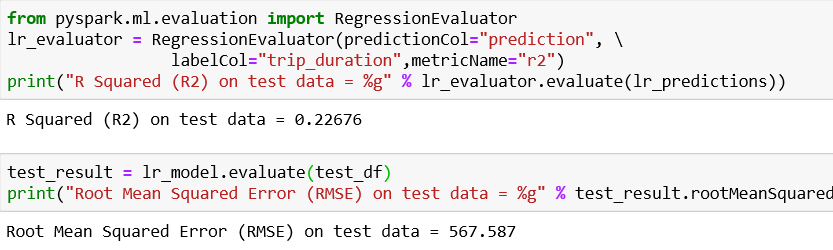 from pyspark.ml.evaluation import RegressionEvaluator
lr_evaluator = RegressionEvaluator(predictionCol="prediction", \
labelCol="trip_duration",metricName="r2")
print("R Squared (R2) on test data = %g" % lr_evaluator.evaluate(lr_predictions))
R Squared (R2) on test data = 0.22676
test_result = lr_model.evaluate(test_df)
print("Root Mean Squared Error (RMSE) on test data = %g" % test_result.rootMeanSquared
Root Mean Squared Error (RMSE) on test data = 567.587